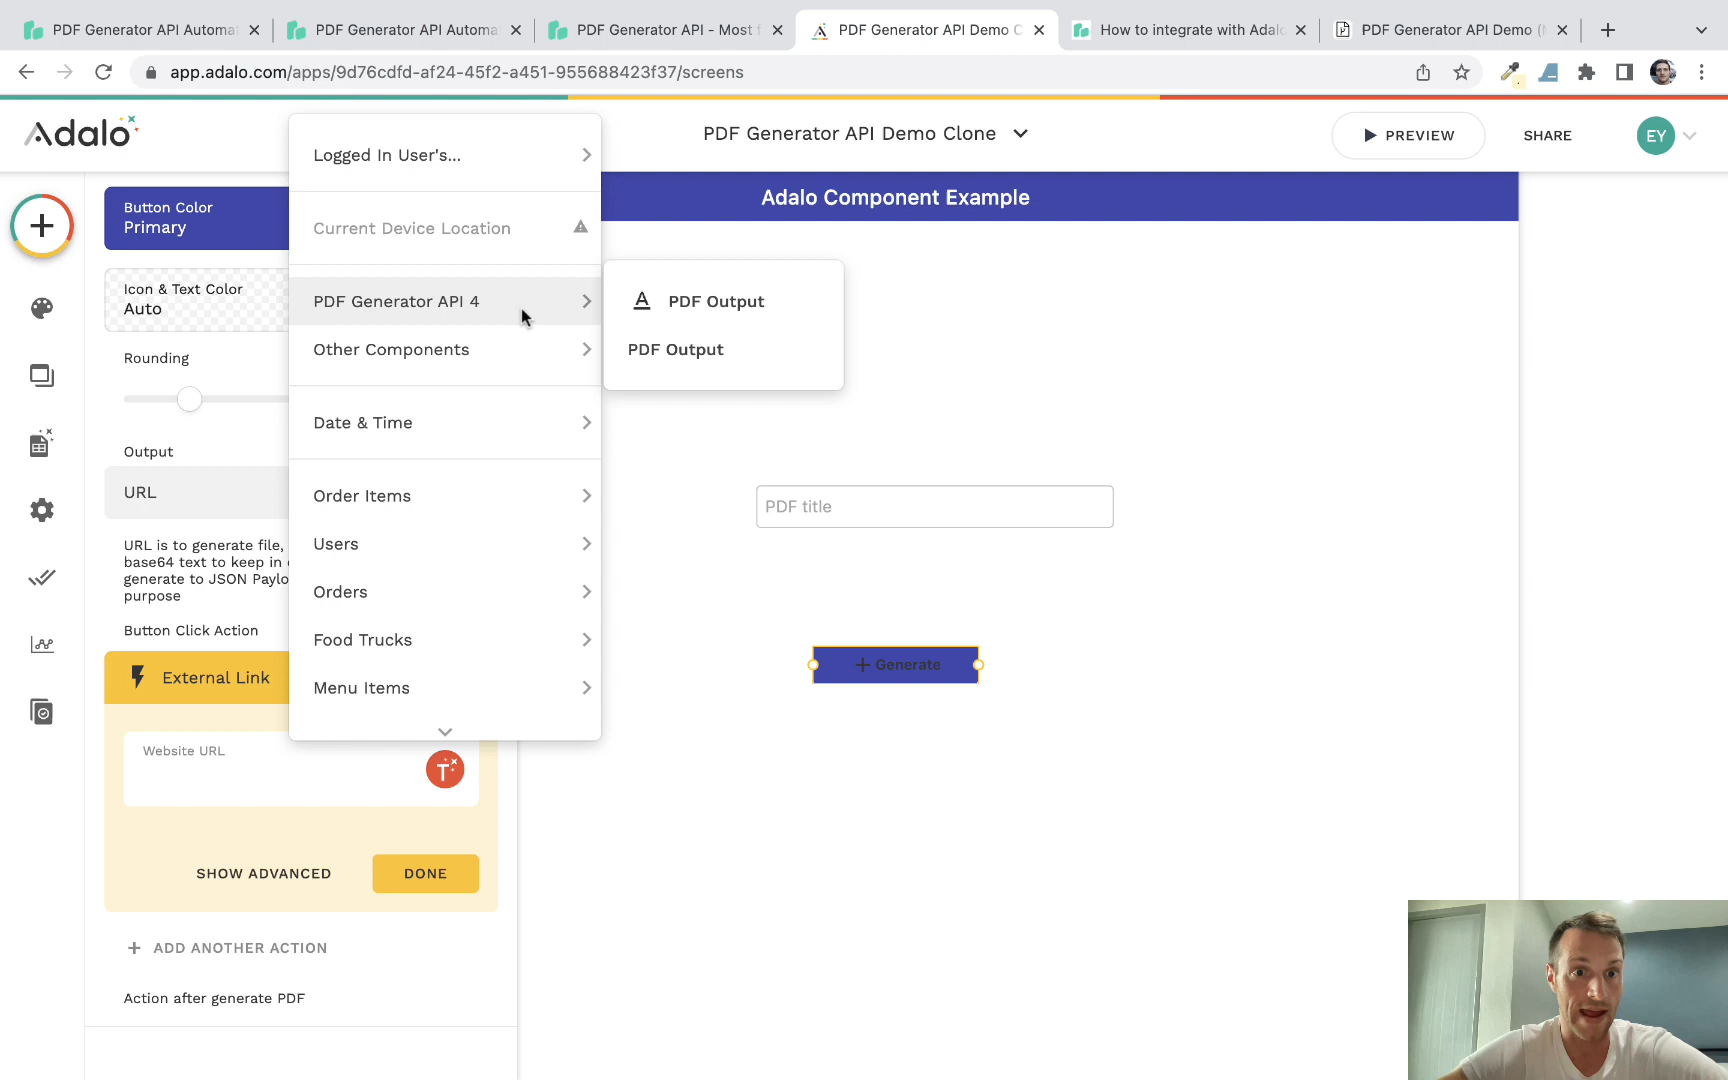 PDF Generator API Automat
PDF Generator API Automa
PDF Generator API - Most f
PDF Generator API Demo C
How to integrate with Adalo
PDF Generator API Demo (
app.adalo.com/apps/9d76cdfd-af24-45f2-a451-955688423f37/screens
Adalo
PDF Generator API Demo Clone
PREVIEW
SHARE
EY
Button Color
Primary
Icon & Text Color
Auto
Rounding
Output
URL
URL is to generate file,
base64 text to keep in
generate to JSON Paylo
purpose
Button Click Action
External Link
Website URL
T
SHOW ADVANCED
DONE
ADD ANOTHER ACTION
Action after generate PDF
Logged In User's...
Current Device Location
PDF Generator API 4
Other Components
Date & Time
Order Items
Users
Orders
Food Trucks
Menu Items
A PDF Output
PDF Output
Adalo Component Example
PDF title
+ Generate